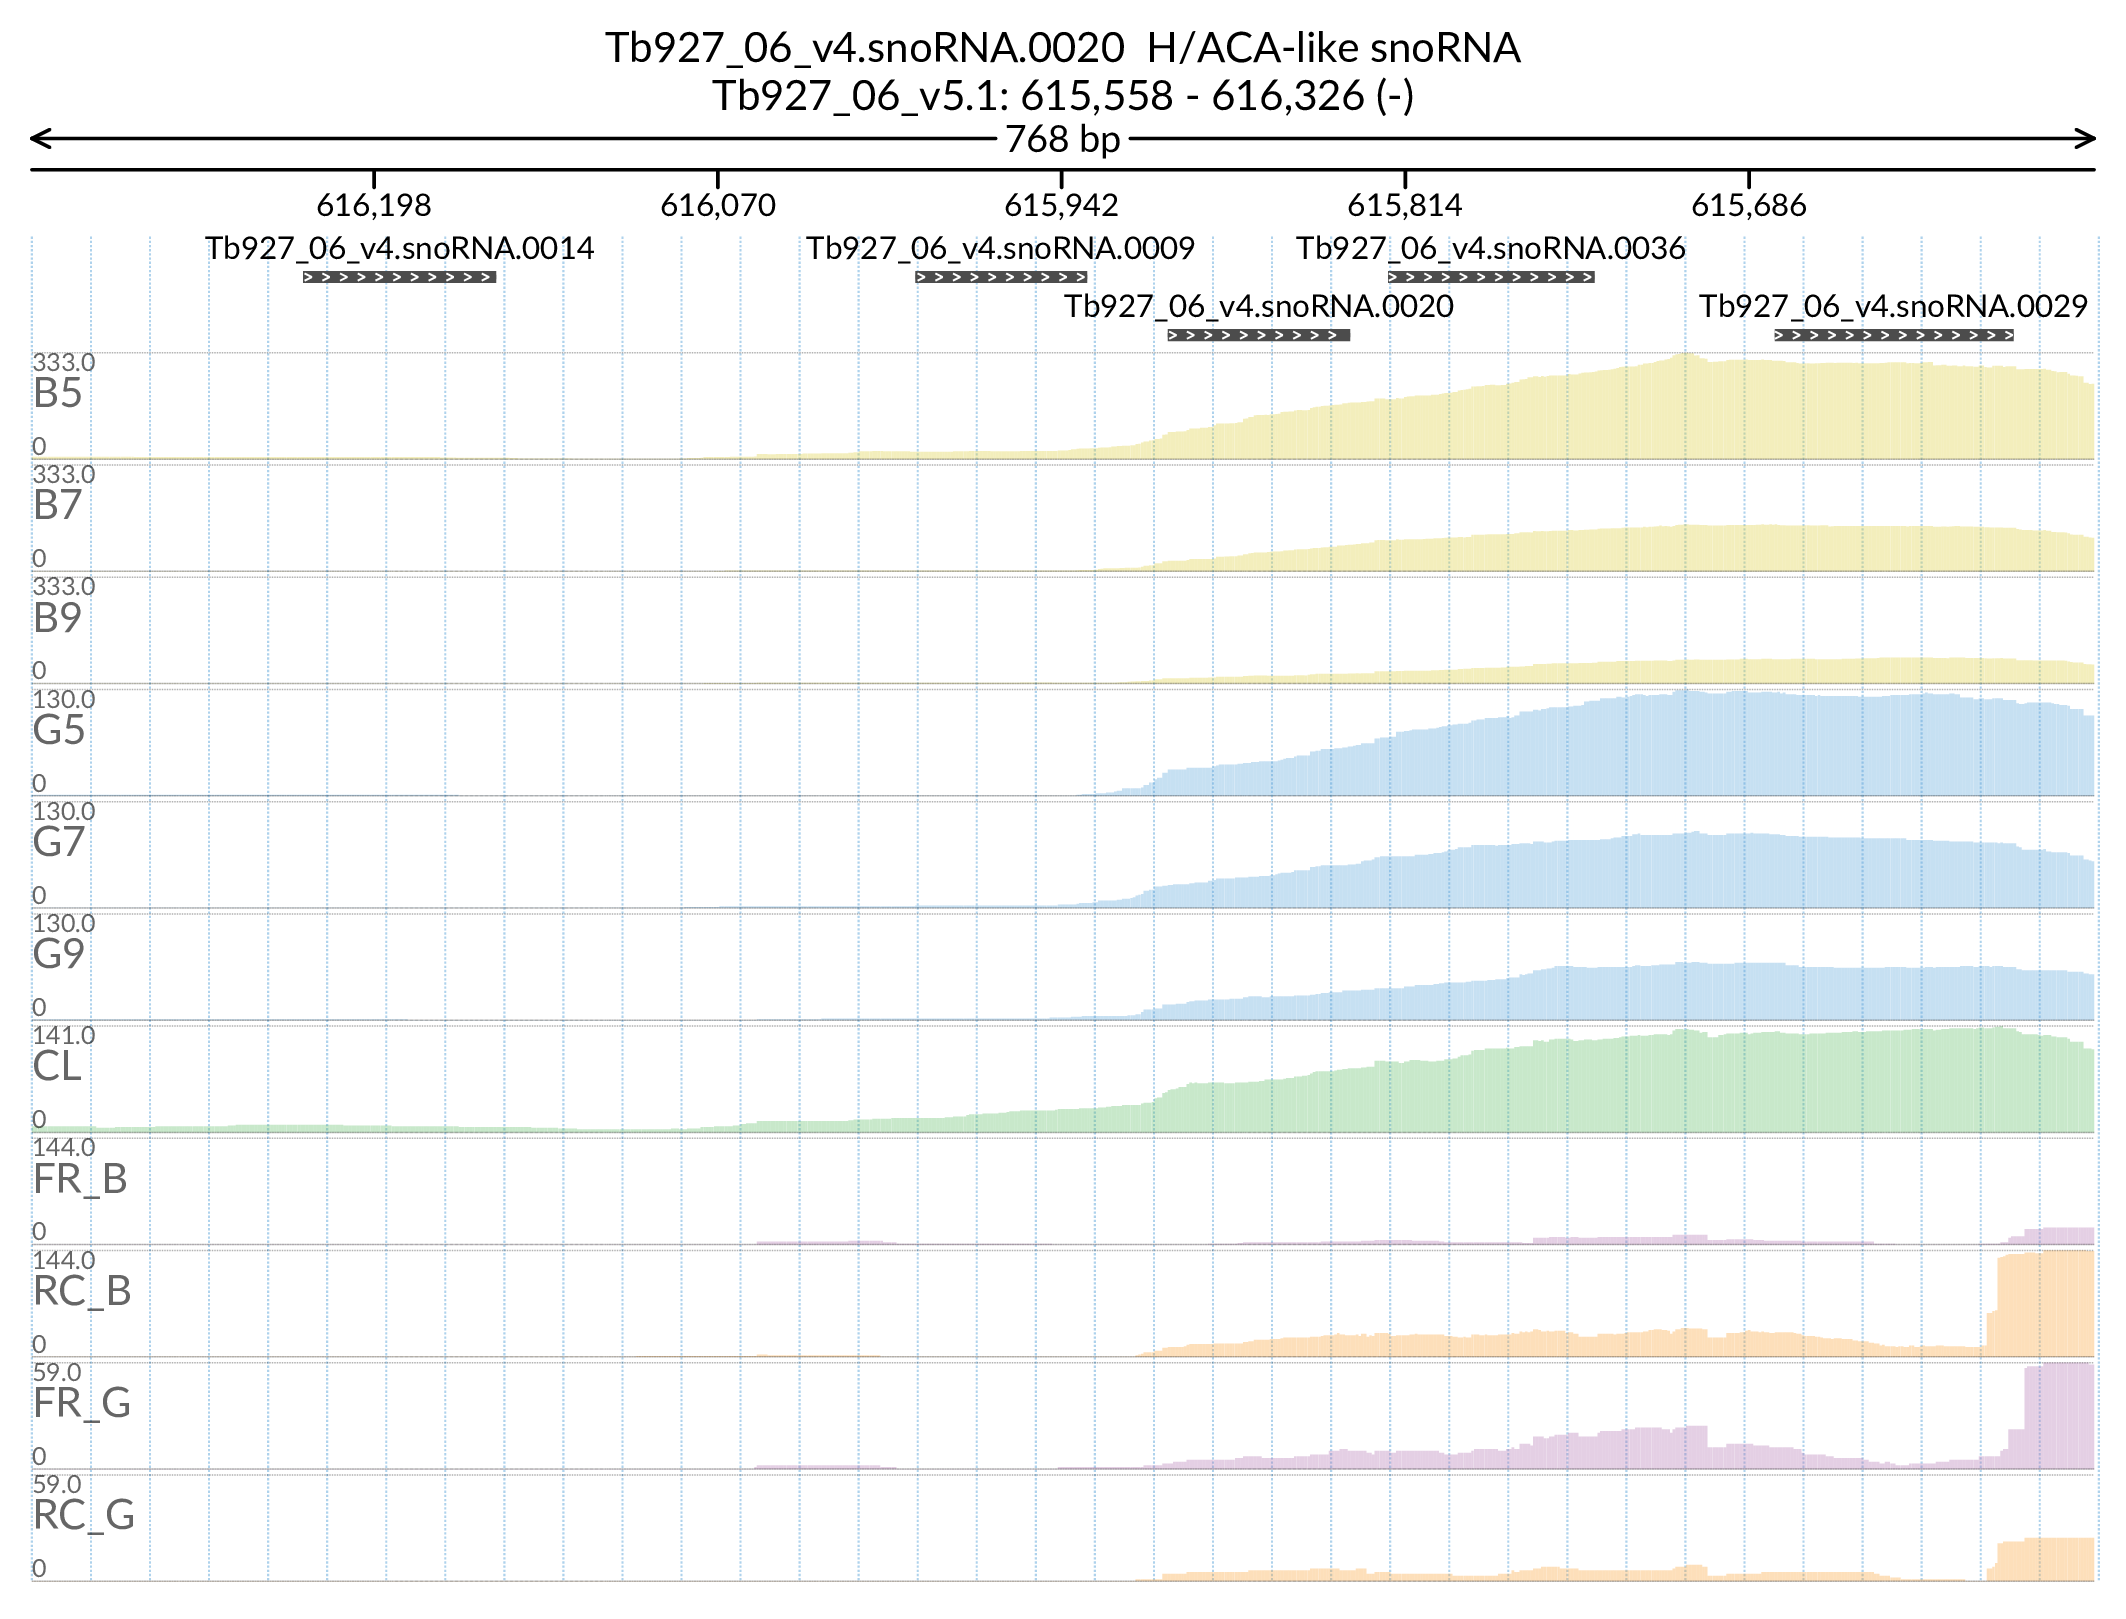 Tb927_06_v4.snoRNA.0020 H/ACA-like snoRNA
Tb927_06_v5.1: 615,558 - 616,326 (-)
768 bp
616,198 616,070 615,942 615,814 615,686
Tb927_06_v4.snoRNA.0014 Tb927_06_v4.snoRNA.0009 Tb927_06_v4.snoRNA.0036
Tb927_06_v4.snoRNA.0020 Tb927_06_v4.snoRNA.0029
333.0
B5
0
333.0
B7
0
333.0
B9
0
130.0
G5
0
130.0
G7
0
130.0
G9
0
141.0
CL
0
144.0
FR_B
0
144.0
RC_B
0
59.0
FR_G
0
59.0
RC_G
0